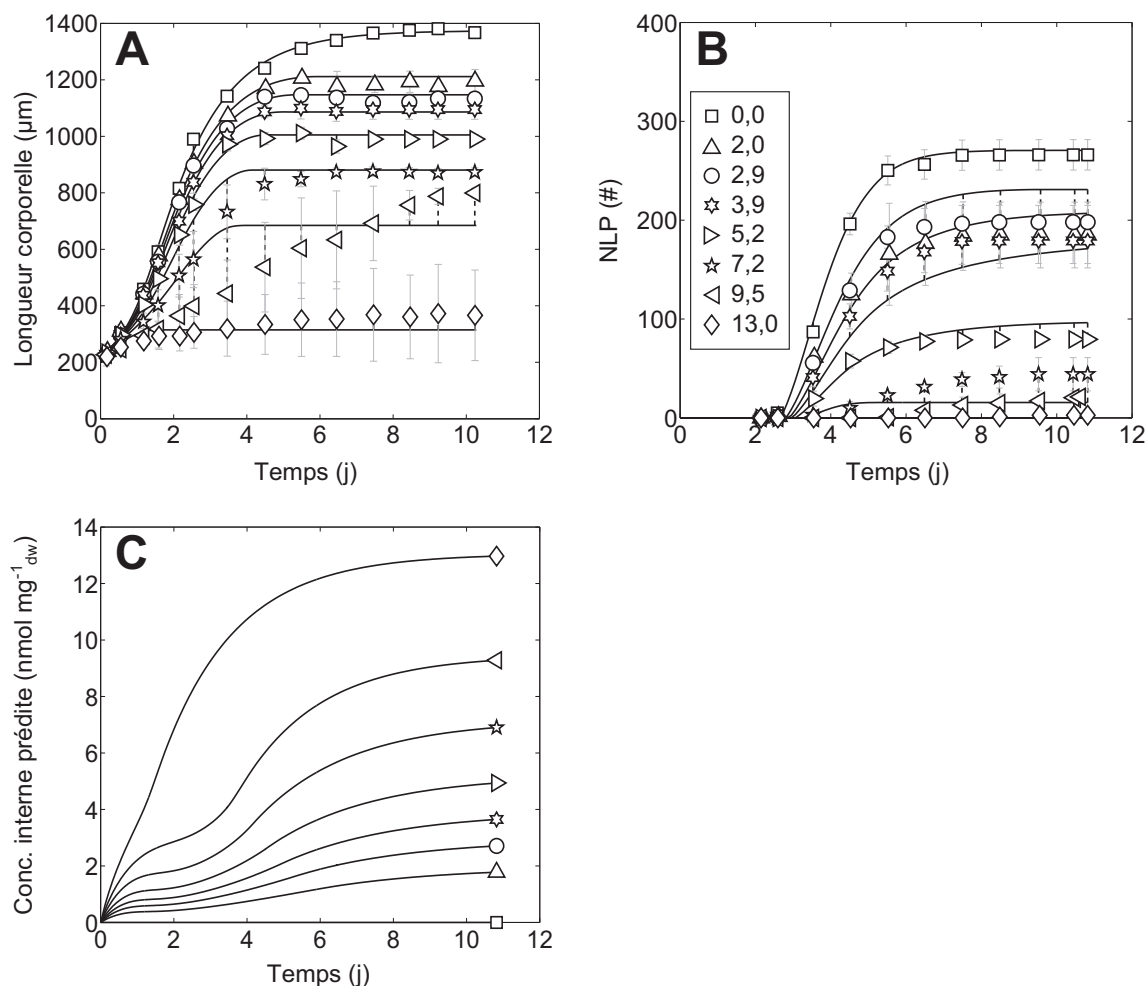 A
Longueur corporelle (µm)
1400
1200
1000
800
600
400
200
0
0 2 4 6 8 10 12
Temps (j)
B
NLP (#)
400
300
200
100
0
0 2 4 6 8 10 12
Temps (j)
0,0
2,0
2,9
3,9
5,2
7,2
9,5
13,0
C
Conc. interne prédite (nmol mg⁻¹dw)
14
12
10
8
6
4
2
0
0 2 4 6 8 10 12
Temps (j)